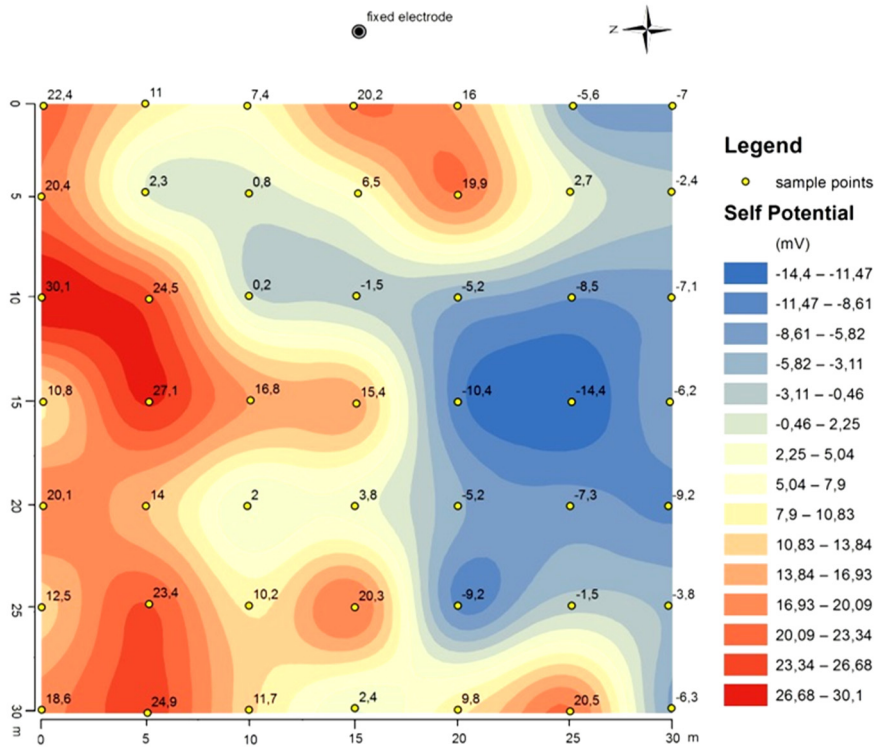 fixed electrode
N
22,4 11 7,4 20,2 16 -5,6 -7
0
20,4 2,3 0,8 6,5 19,9 2,7 -2,4
5
30,1 24,5 0,2 -1,5 -5,2 -8,5 -7,1
10
10,8 27,1 16,8 15,4 -10,4 -14,4 -6,2
15
20,1 14 2 3,8 -5,2 -7,3 -9,2
20
12,5 23,4 10,2 20,3 -9,2 -1,5 -3,8
25
18,6 24,9 11,7 2,4 9,8 20,5 -6,3
30
m
0 5 10 15 20 25 30 m
Legend
sample points
Self Potential
(mV)
-14,4 – -11,47
-11,47 – -8,61
-8,61 – -5,82
-5,82 – -3,11
-3,11 – -0,46
-0,46 – 2,25
2,25 – 5,04
5,04 – 7,9
7,9 – 10,83
10,83 – 13,84
13,84 – 16,93
16,93 – 20,09
20,09 – 23,34
23,34 – 26,68
26,68 – 30,1